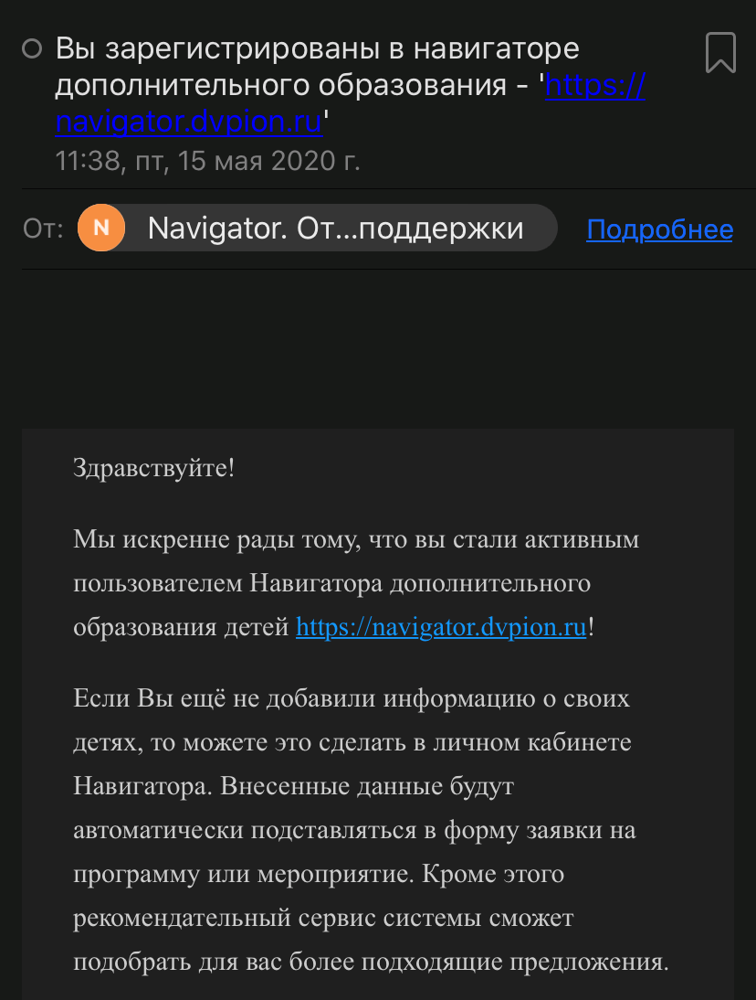 Вы зарегистрированы в навигаторе
дополнительного образования - 'https://
navigator.dvpion.ru'
11:38, пт, 15 мая 2020 г.
От: N Navigator. От...поддержки Подробнее
Здравствуйте!
Мы искренне рады тому, что вы стали активным
пользователем Навигатора дополнительного
образования детей https://navigator.dvpion.ru!
Если Вы ещё не добавили информацию о своих
детях, то можете это сделать в личном кабинете
Навигатора. Внесенные данные будут
автоматически подставляться в форму заявки на
программу или мероприятие. Кроме этого
рекомендательный сервис системы сможет
подобрать для вас более подходящие предложения.